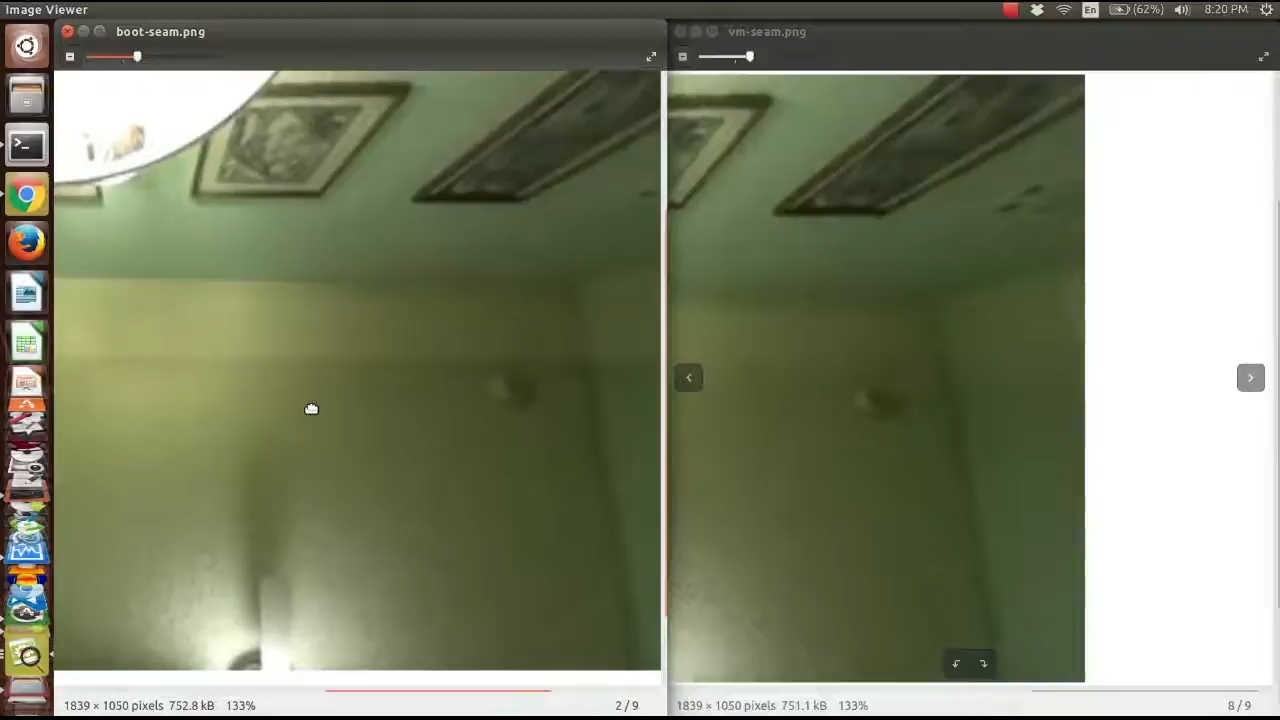 Image Viewer
En
(62%)
8:20 PM
boot-seam.png
vm-seam.png
1839 × 1050 pixels 752.8 kB 133%
2 / 9
1839 × 1050 pixels 751.1 kB 133%
8 / 9